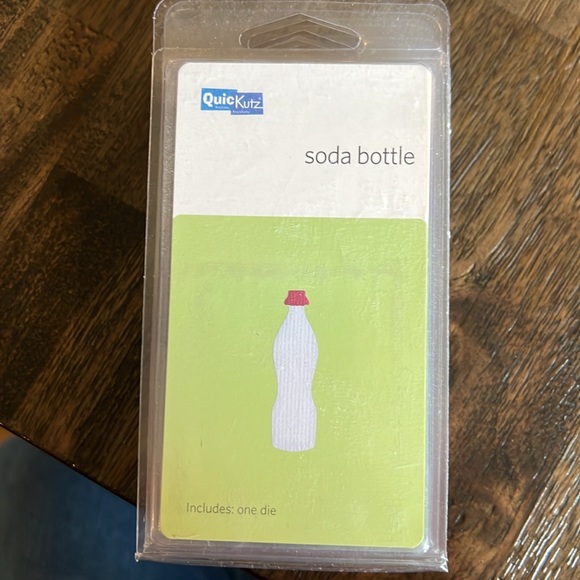 QuicKutz
soda bottle
Includes: one die